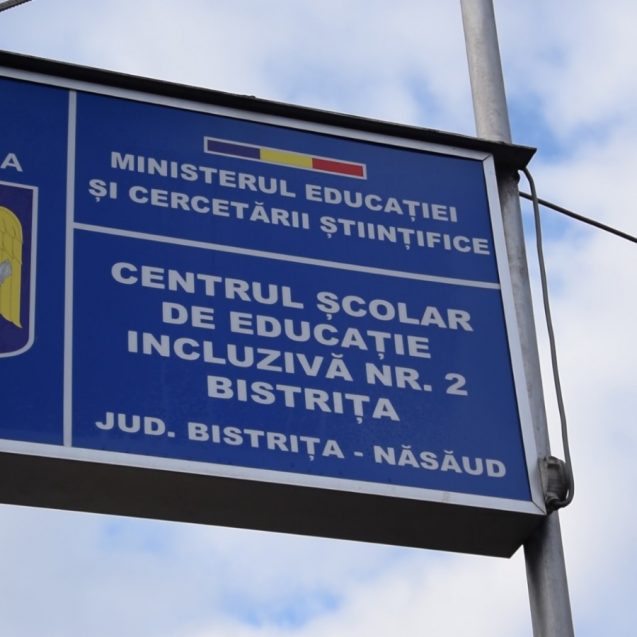 A
MINISTERUL EDUCAȚIEI
ȘI CERCETĂRII ȘTIINȚIFICE
CENTRUL ȘCOLAR
DE EDUCAȚIE
INCLUZIVĂ NR. 2
BISTRIȚA
JUD. BISTRIȚA - NĂSĂUD